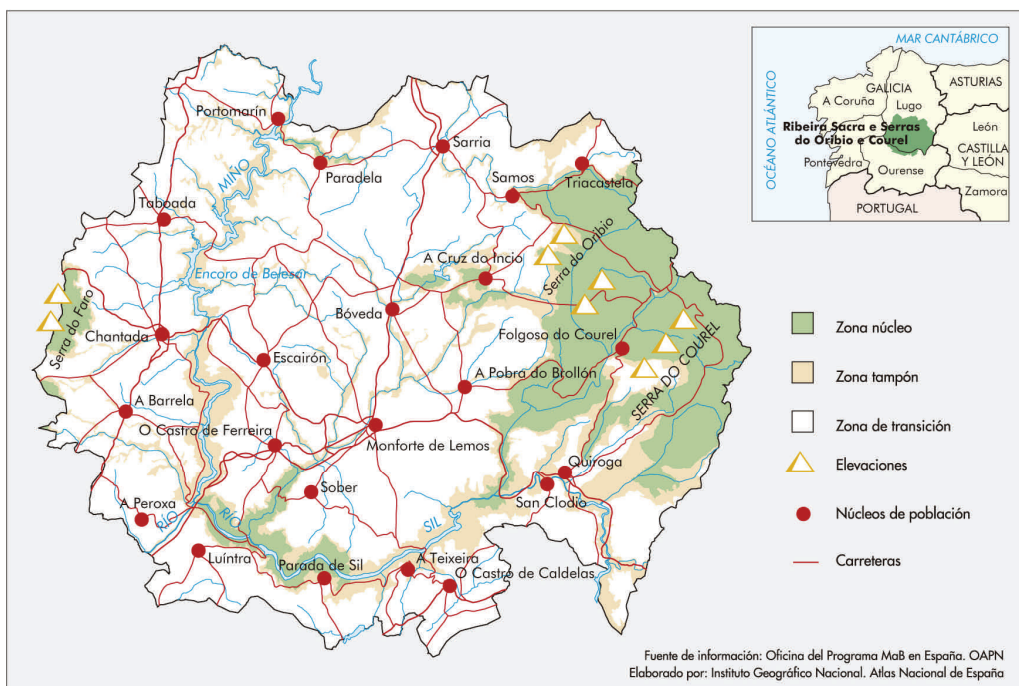 MAR CANTÁBRICO
OCÉANO ATLÁNTICO
GALICIA
ASTURIAS
A Coruña
Lugo
Ribeira Sacra e Serras
do Oribio e Courel
León
CASTILLA
Y LEÓN
Pontevedra
Ourense
Zamora
PORTUGAL
Portomarín
Sarria
Paradela
Samos
Triacastela
MIÑO
Taboada
Encoro de Belesar
A Cruz do Incio
Serra do Oribio
Serra do Faro
Bóveda
Chantada
Folgoso do Courel
Escairón
A Pobra do Brollón
SERRA DO COUREL
A Barrela
O Castro de Ferreira
Monforte de Lemos
Quiroga
Sober
San Clodio
A Peroxa
RÍO
RÍO
SIL
Luíntra
Parada de Sil
A Teixeira
O Castro de Caldelas
Zona núcleo
Zona tampón
Zona de transición
Elevaciones
Núcleos de población
Carreteras
Fuente de información: Oficina del Programa MaB en España. OAPN
Elaborado por: Instituto Geográfico Nacional. Atlas Nacional de España